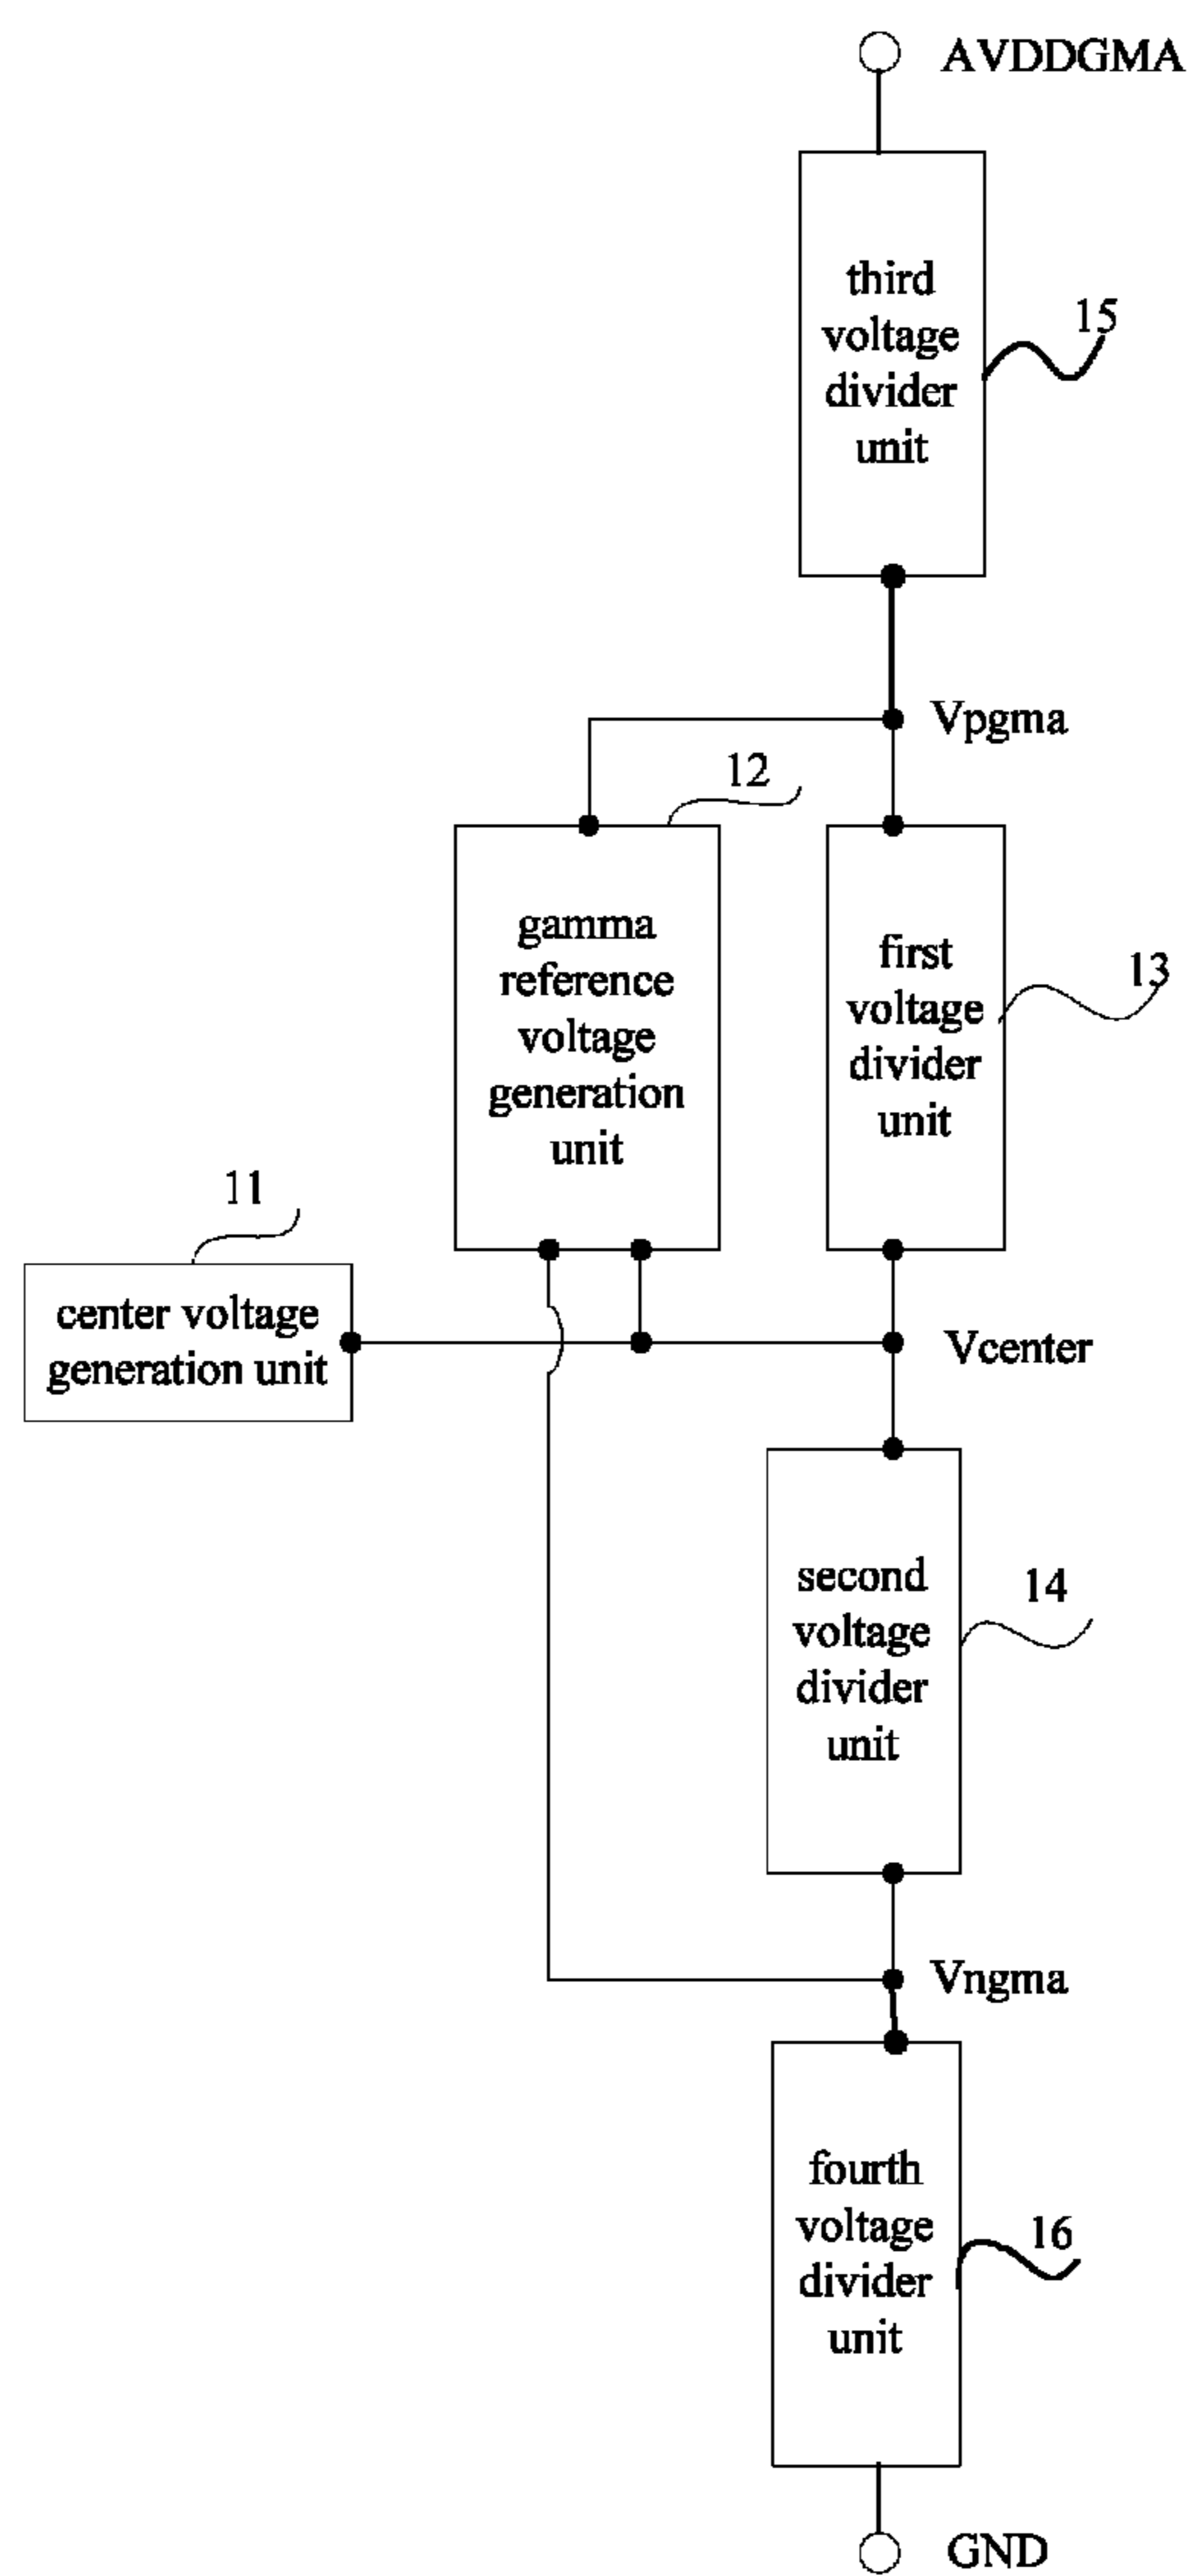 AVDDGMA
third
voltage
divider
unit
15
Vpgma
12
gamma
reference
voltage
generation
unit
first
voltage
divider
unit
13
11
center voltage
generation unit
Vcenter
second
voltage
divider
unit
14
Vngma
fourth
voltage
divider
unit
16
GND